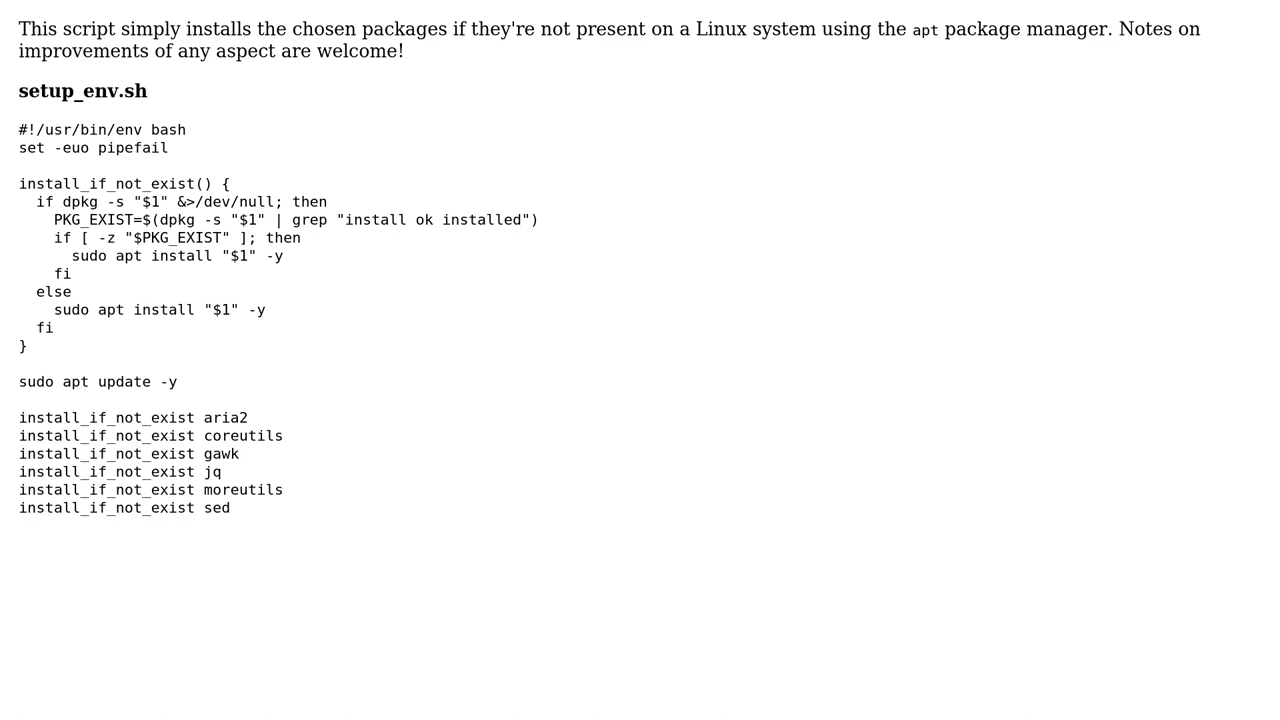 This script simply installs the chosen packages if they're not present on a Linux system using the apt package manager. Notes on
improvements of any aspect are welcome!
setup_env.sh
#!/usr/bin/env bash
set -euo pipefail
install_if_not_exist() {
  if dpkg -s "$1" &>/dev/null; then
    PKG_EXIST=$(dpkg -s "$1" | grep "install ok installed")
    if [ -z "$PKG_EXIST" ]; then
      sudo apt install "$1" -y
    fi
  else
    sudo apt install "$1" -y
  fi
}
sudo apt update -y
install_if_not_exist aria2
install_if_not_exist coreutils
install_if_not_exist gawk
install_if_not_exist jq
install_if_not_exist moreutils
install_if_not_exist sed